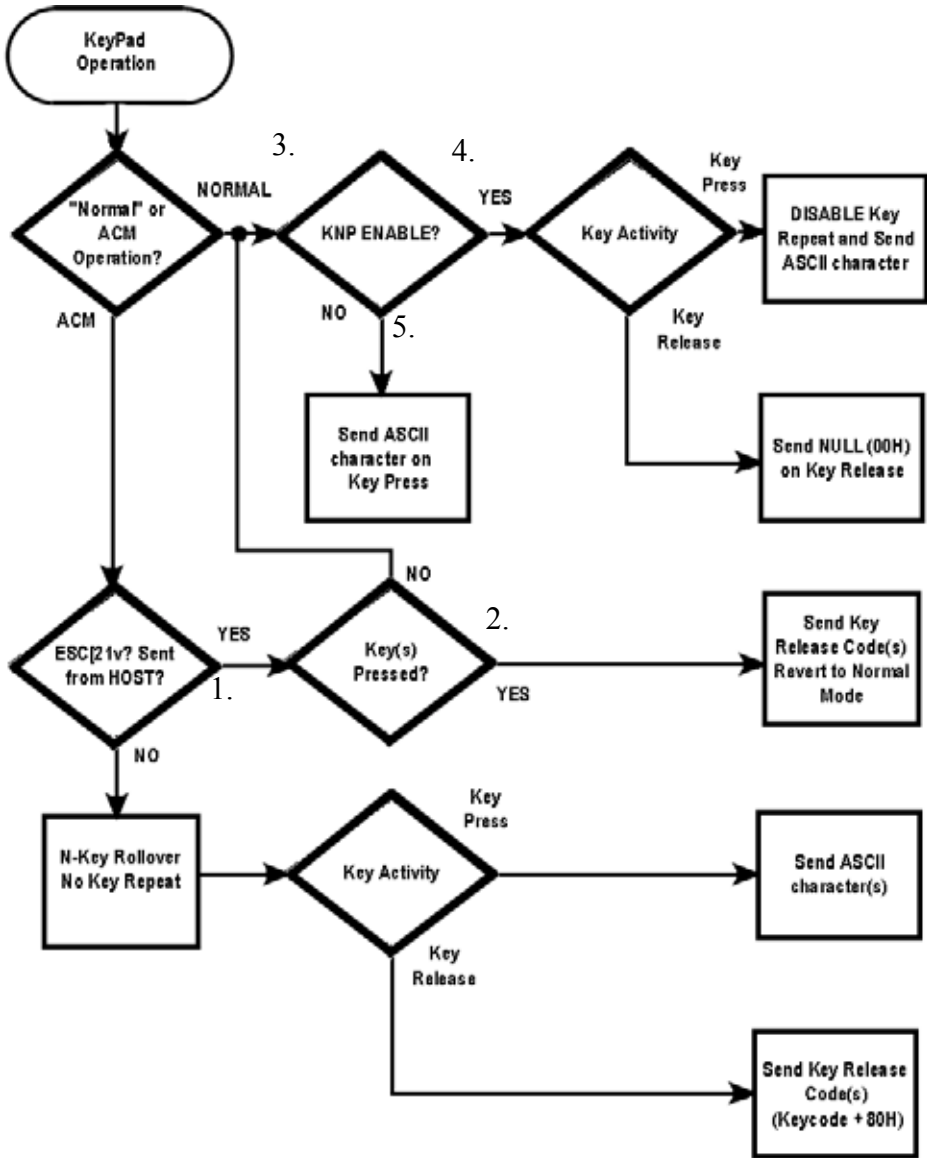 KeyPad
Operation
3.
4.
"Normal" or
ACM
Operation?
NORMAL
KNP ENABLE?
YES
Key Activity
Key
Press
DISABLE Key
Repeat and Send
ASCII character
ACM
NO
5.
Key
Release
Send ASCII
character on
Key Press
Send NULL (00H)
on Key Release
ESC[21v? Sent
from HOST?
YES
1.
NO
Key(s)
Pressed?
2.
YES
Send Key
Release Code(s)
Revert to Normal
Mode
NO
N-Key Rollover
No Key Repeat
Key Activity
Key
Press
Send ASCII
character(s)
Key
Release
Send Key Release
Code(s)
(Keycode + 80H)